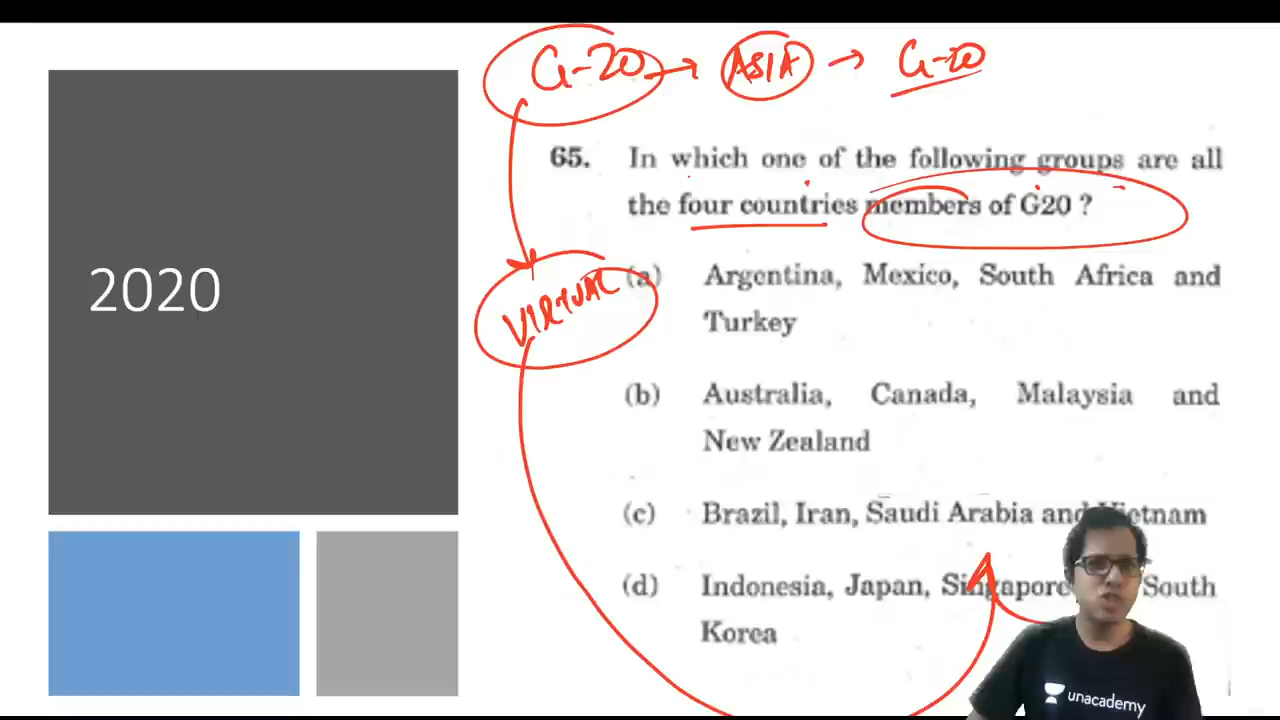 G-20 → ASIA → G-20
65. In which one of the following groups are all
the four countries members of G20 ?
2020
VIRTUAL
(a) Argentina, Mexico, South Africa and
Turkey
(b) Australia, Canada, Malaysia and
New Zealand
(c) Brazil, Iran, Saudi Arabia and Vietnam
(d) Indonesia, Japan, Singapore South
Korea
unacademy